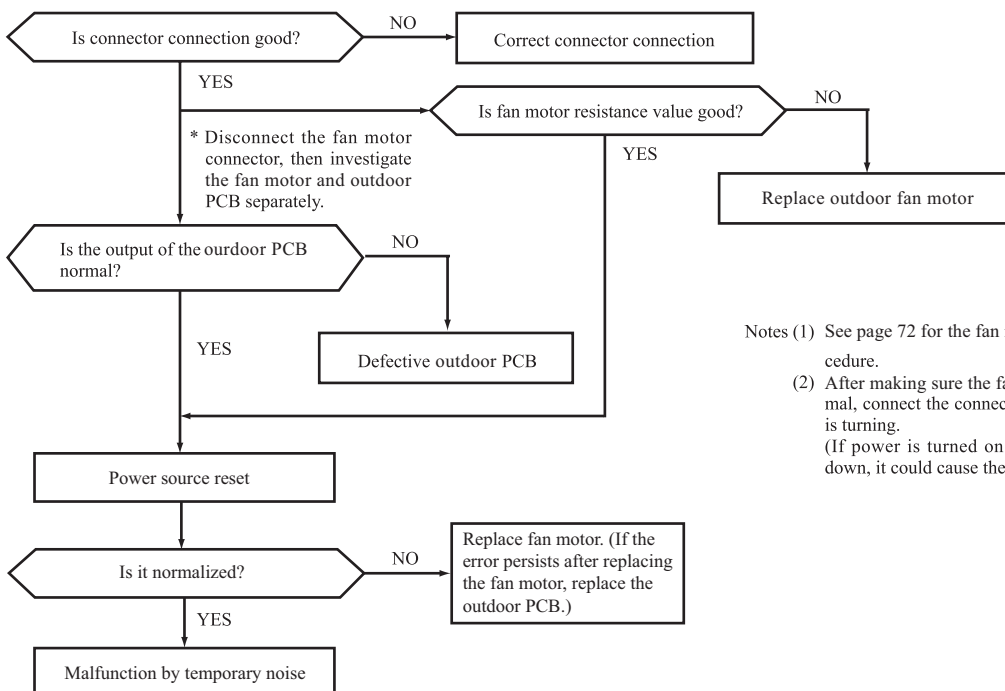 Is connector connection good?
NO
Correct connector connection
YES
Is fan motor resistance value good?
NO
YES
Replace outdoor fan motor
* Disconnect the fan motor
connector, then investigate
the fan motor and outdoor
PCB separately.
Is the output of the ourdoor PCB
normal?
NO
YES
Defective outdoor PCB
Notes (1) See page 72 for the fan
cedure.
(2) After making sure the
mal, connect the
is turning.
(If power is turned on
down, it could cause the
Power source reset
Is it normalized?
NO
Replace fan motor. (If the
error persists after replacing
the fan motor, replace the
outdoor PCB.)
YES
Malfunction by temporary noise